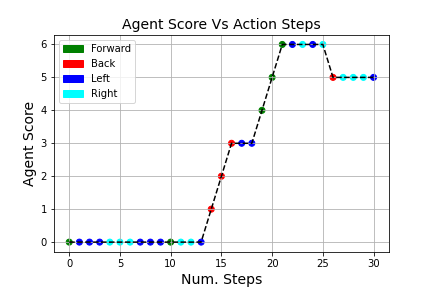 Agent Score Vs Action Steps
Forward
Back
Left
Right
6
5
4
3
2
1
0
Agent Score
0 5 10 15 20 25 30
Num. Steps